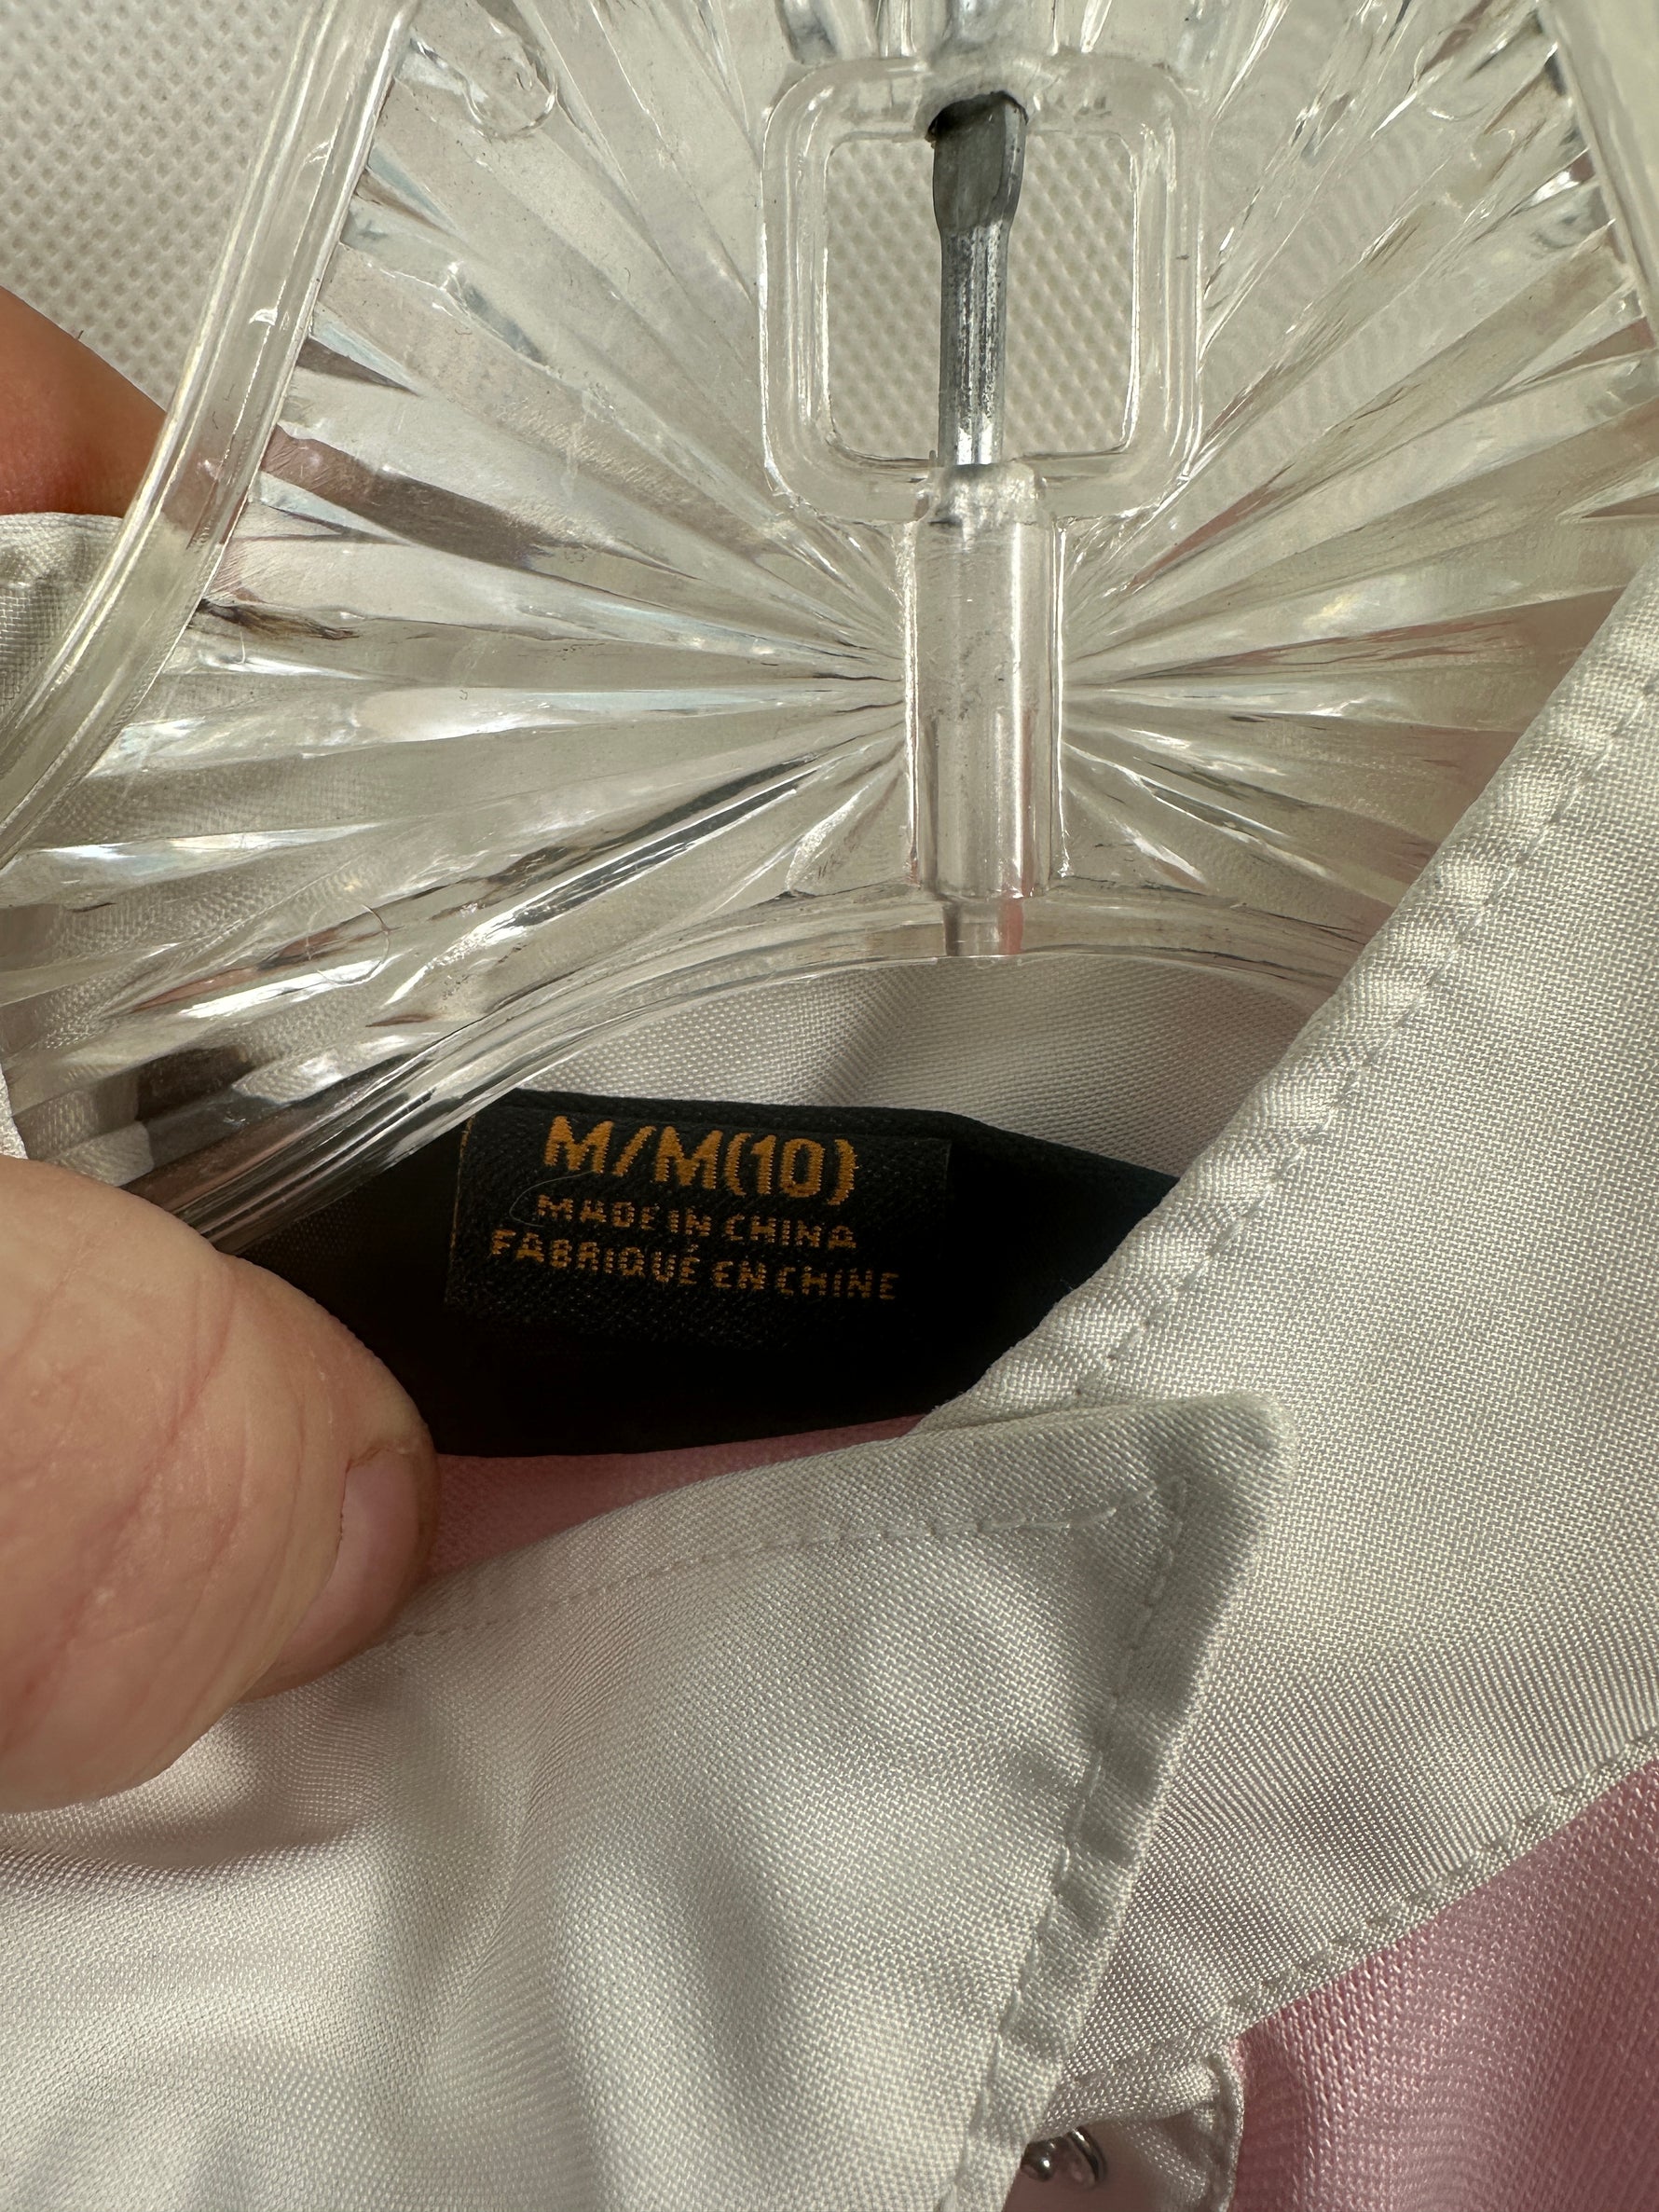 M/M(10)
MADE IN CHINA
FABRIQUÉ EN CHINE